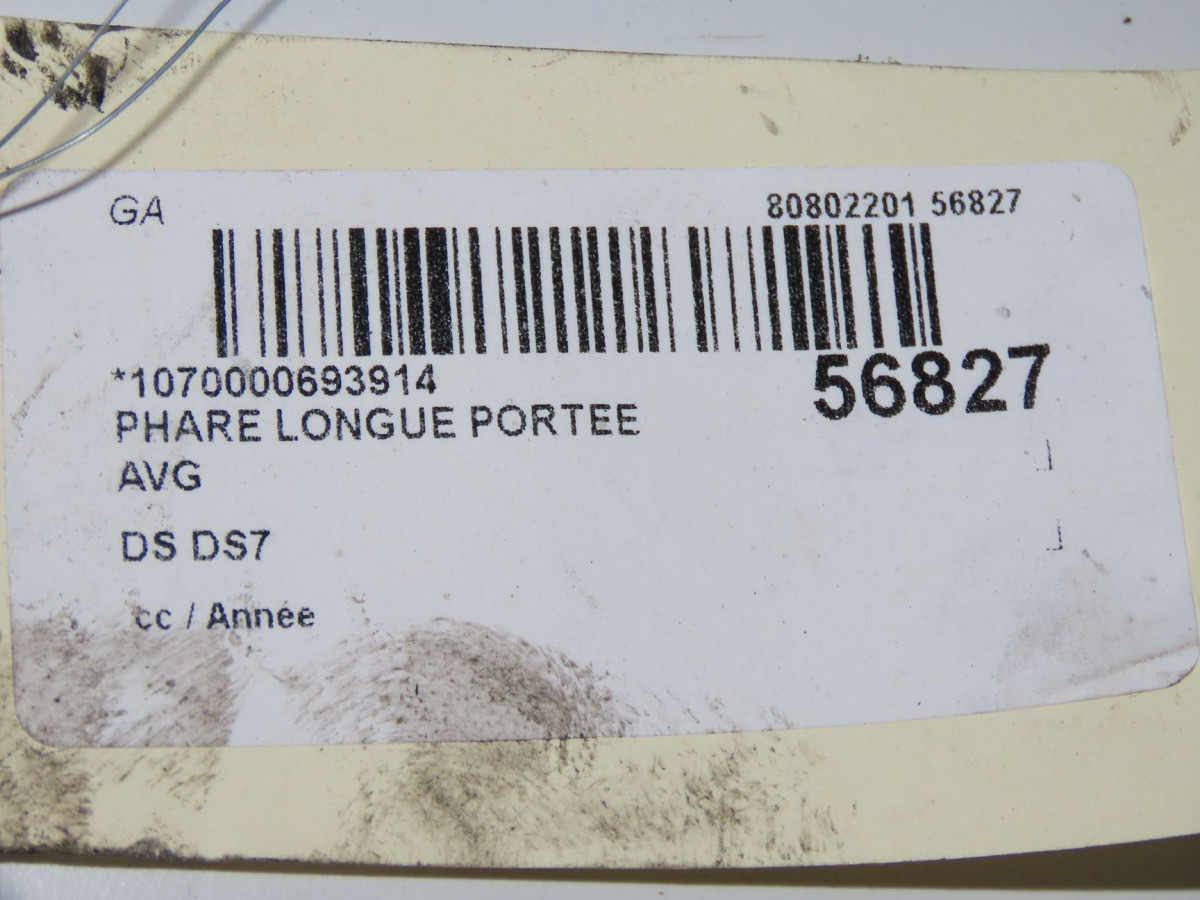 GA 80802201 56827
*1070000693914 56827
PHARE LONGUE PORTEE
AVG
DS DS7
cc / Année